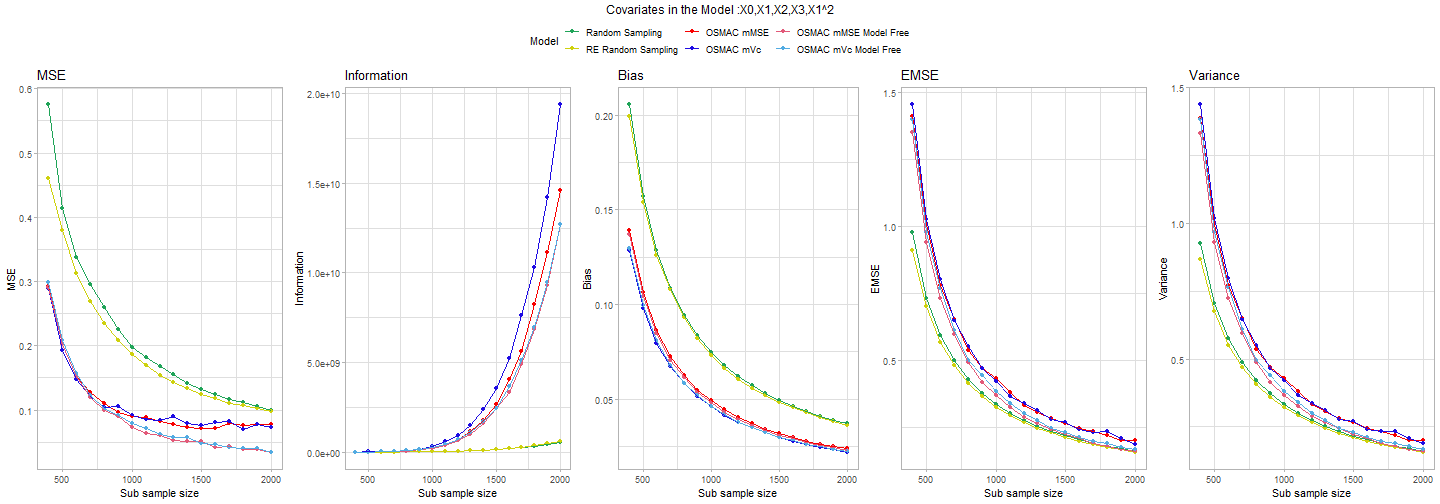 Covariates in the Model :X0,X1,X2,X3,X1^2
Model
Random Sampling
OSMAC mMSE
OSMAC mMSE Model Free
RE Random Sampling
OSMAC mVc
OSMAC mVc Model Free
MSE
Information
Bias
EMSE
Variance
MSE
0.6
0.5
0.4
0.3
0.2
0.1
500
1000
1500
2000
Sub sample size
Information
2.0e+10
1.5e+10
1.0e+10
5.0e+09
0.0e+00
500
1000
1500
2000
Sub sample size
Bias
0.20
0.15
0.10
0.05
500
1000
1500
2000
Sub sample size
EMSE
1.5
1.0
0.5
500
1000
1500
2000
Sub sample size
Variance
1.5
1.0
0.5
500
1000
1500
2000
Sub sample size